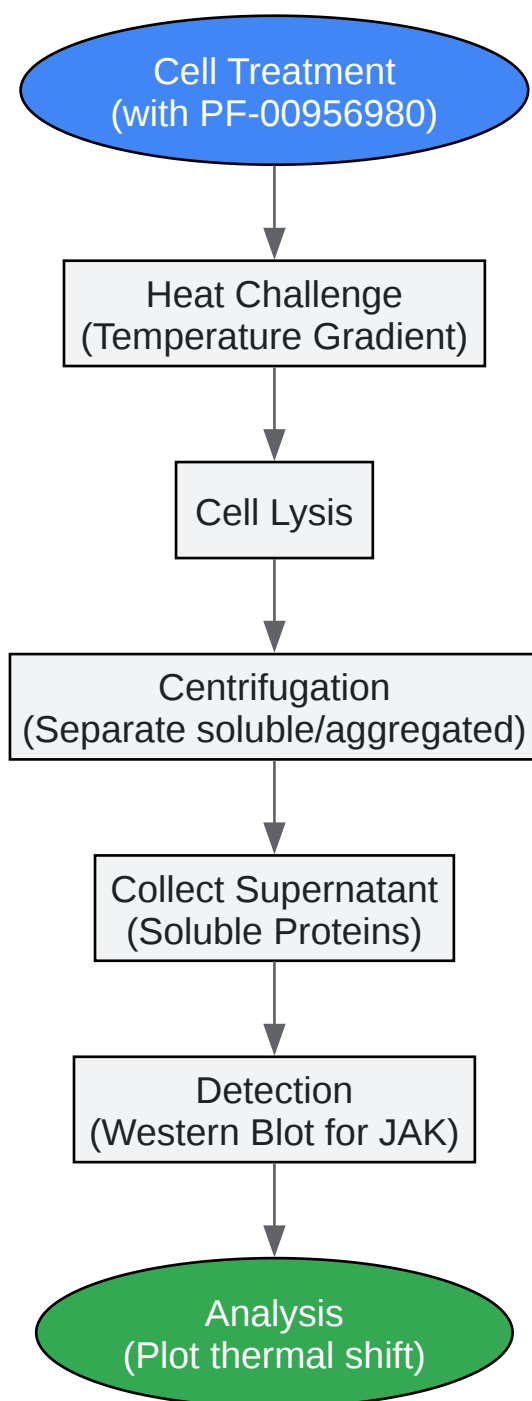 Cell Treatment
(with PF-00956980)
Heat Challenge
(Temperature Gradient)
Cell Lysis
Centrifugation
(Separate soluble/aggregated)
Collect Supernatant
(Soluble Proteins)
Detection
(Western Blot for JAK)
Analysis
(Plot thermal shift)